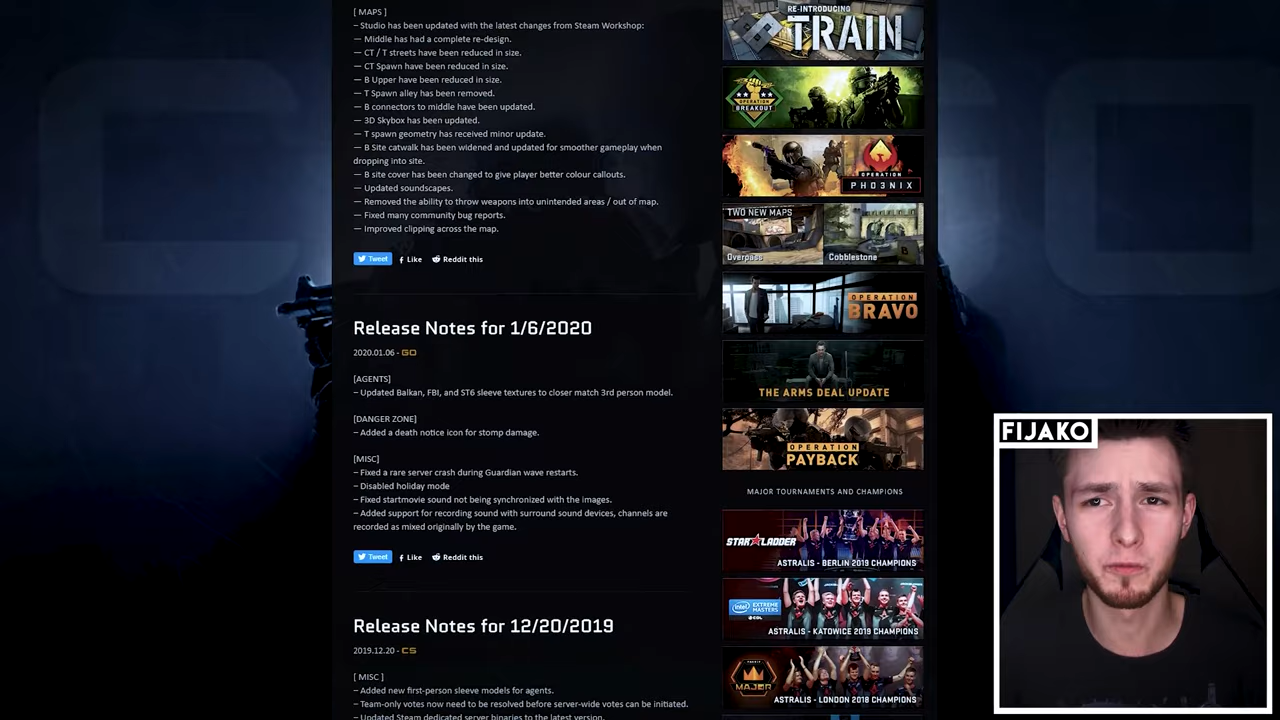 [ MAPS ]
– Studio has been updated with the latest changes from Steam Workshop:
— Middle has had a complete re-design.
— CT / T streets have been reduced in size.
— CT Spawn have been reduced in size.
— B Upper have been reduced in size.
— T Spawn alley has been removed.
— B connectors to middle have been updated.
— 3D Skybox has been updated.
— T spawn geometry has received minor update.
— B Site catwalk has been widened and updated for smoother gameplay when
dropping into site.
— B site cover has been changed to give player better colour callouts.
— Updated soundscapes.
— Removed the ability to throw weapons into unintended areas / out of map.
— Fixed many community bug reports.
— Improved clipping across the map.
Tweet Like Reddit this
Release Notes for 1/6/2020
2020.01.06 - GO
[AGENTS]
– Updated Balkan, FBI, and ST6 sleeve textures to closer match 3rd person model.
[DANGER ZONE]
– Added a death notice icon for stomp damage.
[MISC]
– Fixed a rare server crash during Guardian wave restarts.
– Disabled holiday mode
– Fixed startmovie sound not being synchronized with the images.
– Added support for recording sound with surround sound devices, channels are
recorded as mixed originally by the game.
Tweet Like Reddit this
Release Notes for 12/20/2019
2019.12.20 - CS
[ MISC ]
– Added new first-person sleeve models for agents.
– Team-only votes now need to be resolved before server-wide votes can be initiated.
– Updated Steam dedicated server binaries to the latest version.
RE-INTRODUCING
TRAIN
OPERATION
BREAKOUT
OPERATION
PHO3NIX
TWO NEW MAPS
Overpass Cobblestone
OPERATION
BRAVO
THE ARMS DEAL UPDATE
OPERATION
PAYBACK
MAJOR TOURNAMENTS AND CHAMPIONS
STARLADDER
ASTRALIS - BERLIN 2019 CHAMPIONS
intel EXTREME
MASTERS
ESL
ASTRALIS - KATOWICE 2019 CHAMPIONS
FACEIT
MAJOR
ASTRALIS - LONDON 2018 CHAMPIONS
FIJAKO